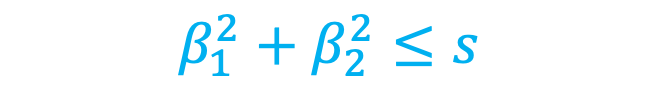 β₁² + β₂² ≤ s